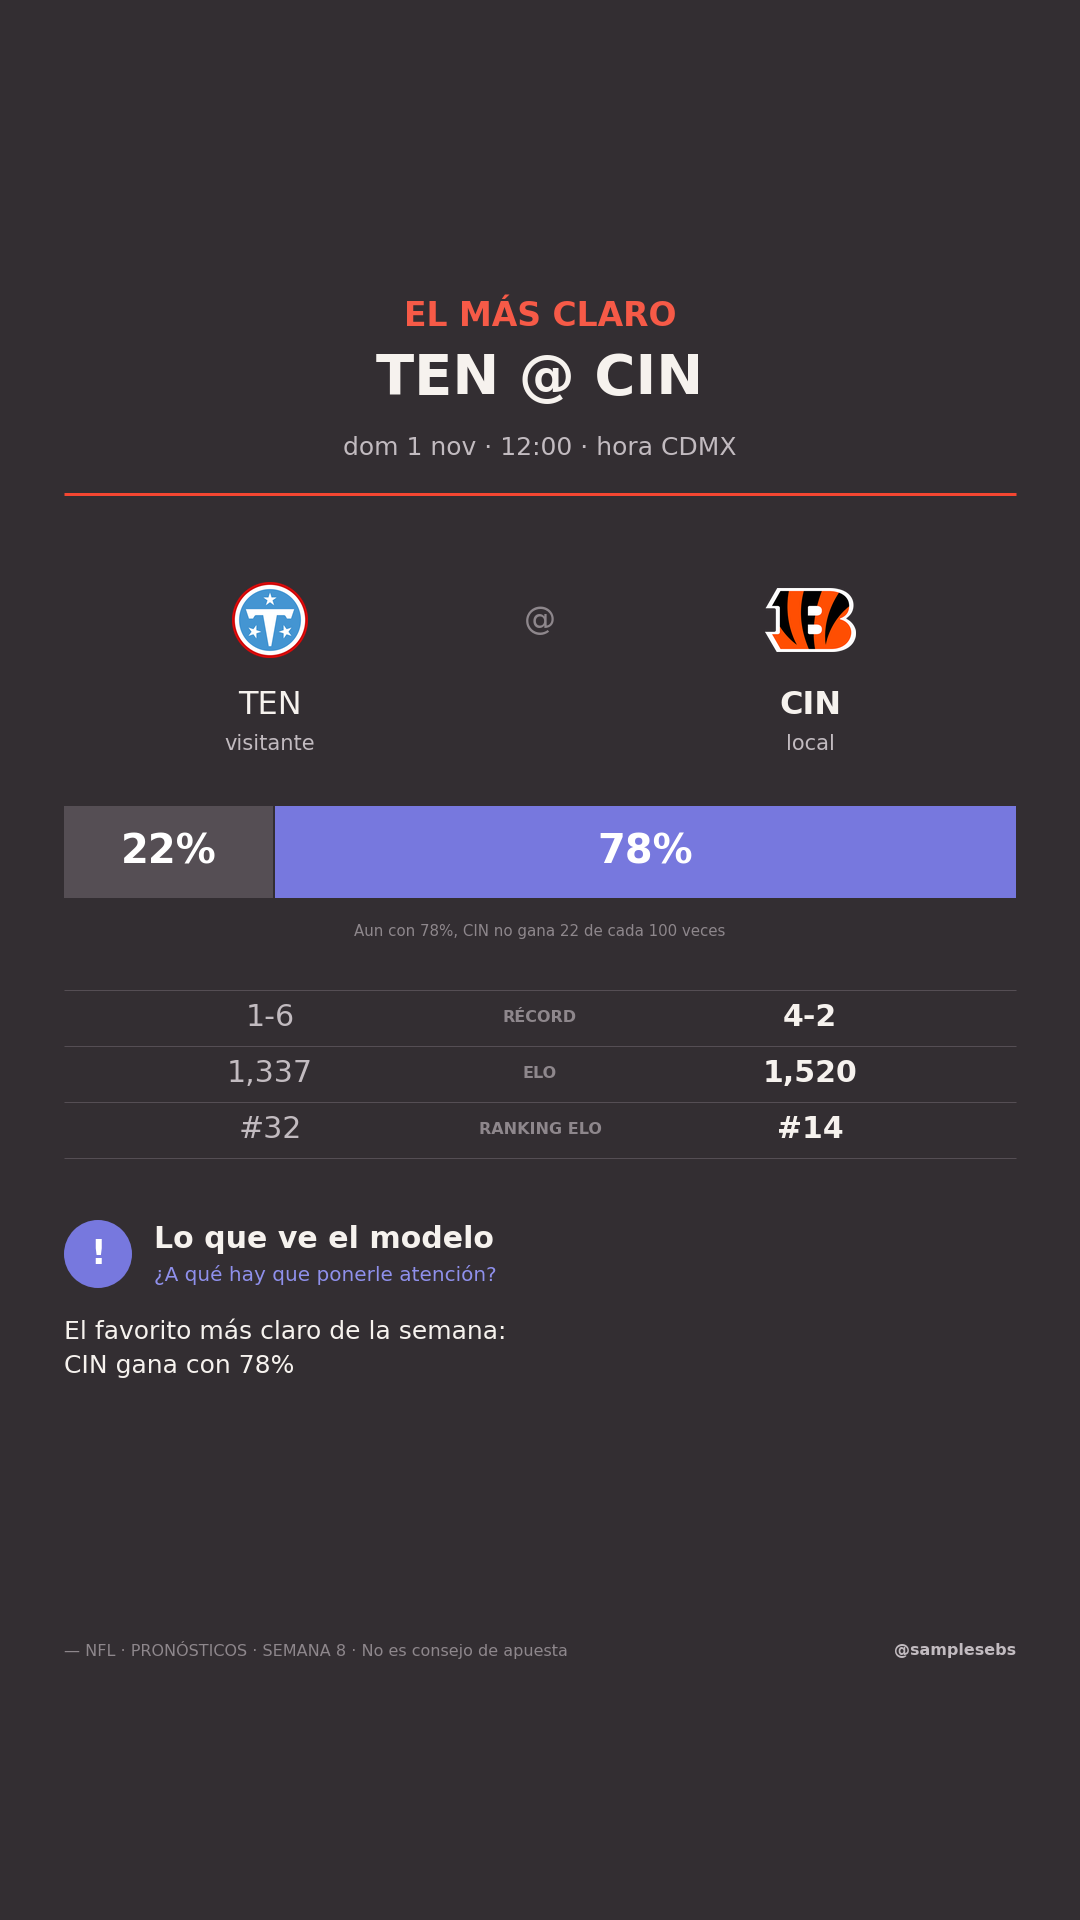 EL MÁS CLARO
TEN @ CIN
dom 1 nov · 12:00 · hora CDMX
@
TEN
CIN
visitante
local
22%
78%
Aun con 78%, CIN no gana 22 de cada 100 veces
1-6 RÉCORD 4-2
1,337 ELO 1,520
#32 RANKING ELO #14
!
Lo que ve el modelo
¿A qué hay que ponerle atención?
El favorito más claro de la semana:
CIN gana con 78%
— NFL · PRONÓSTICOS · SEMANA 8 · No es consejo de apuesta
@samplesebs